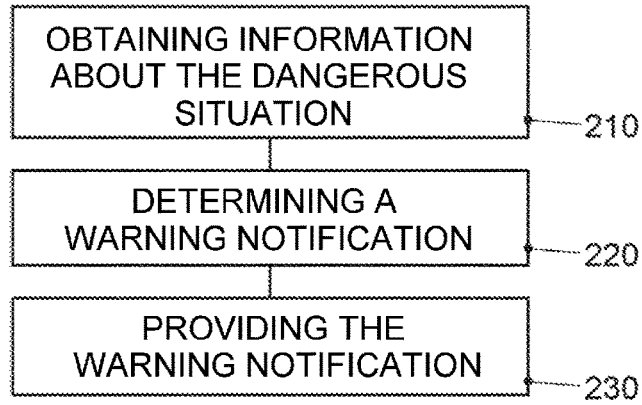 OBTAINING INFORMATION
ABOUT THE DANGEROUS
SITUATION
210
DETERMINING A
WARNING NOTIFICATION
220
PROVIDING THE
WARNING NOTIFICATION
230